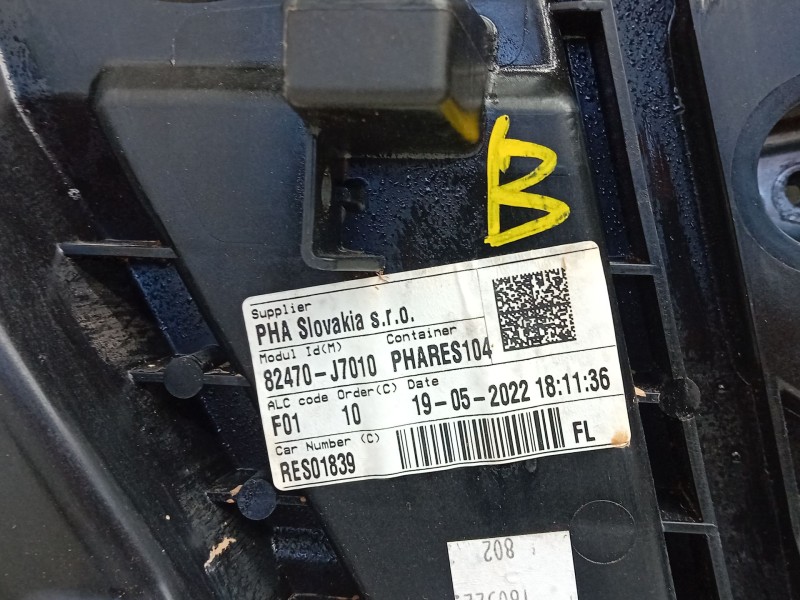 B
Supplier
PHA Slovakia s.r.o.
Modul Id(M) Container
82470-J7010 PHARES104
ALC code Order(C) Date
F01 10 19-05-2022 18:11:36
Car Number (C)
RES01839 FL
802